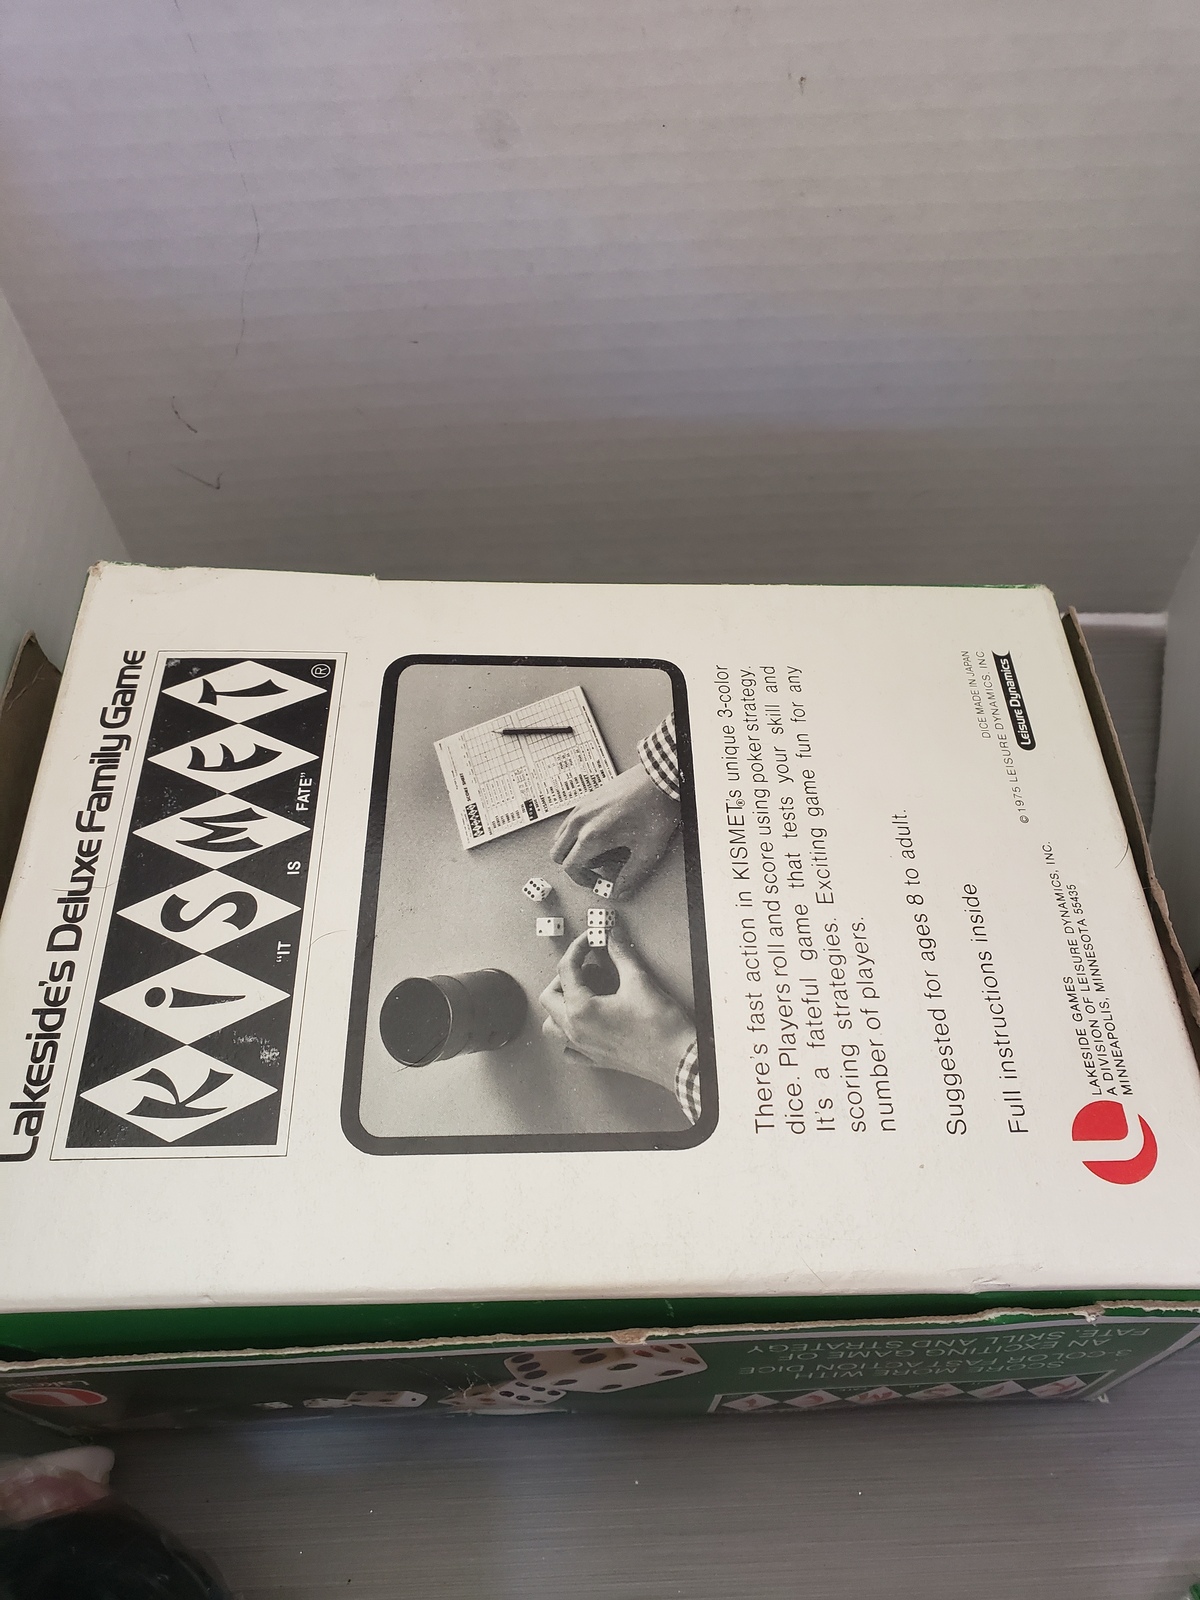 Lakeside's Deluxe Family Game
KiSMET®
"IT IS FATE"
There's fast action in KISMET®'s unique 3-color
dice. Players roll and score using poker strategy.
It's a fateful game that tests your skill and
scoring strategies. Exciting game fun for any
number of players.
Suggested for ages 8 to adult.
Full instructions inside
LAKESIDE GAMES
A DIVISION OF LEISURE DYNAMICS, INC.
MINNEAPOLIS, MINNESOTA 55435
DICE MADE IN JAPAN
©1975 LEISURE DYNAMICS, INC
Leisure Dynamics
SCORE MORE WITH
3-COLOR FAST ACTION DICE
AN EXCITING GAME OF
FATE, SKILL AND STRATEGY